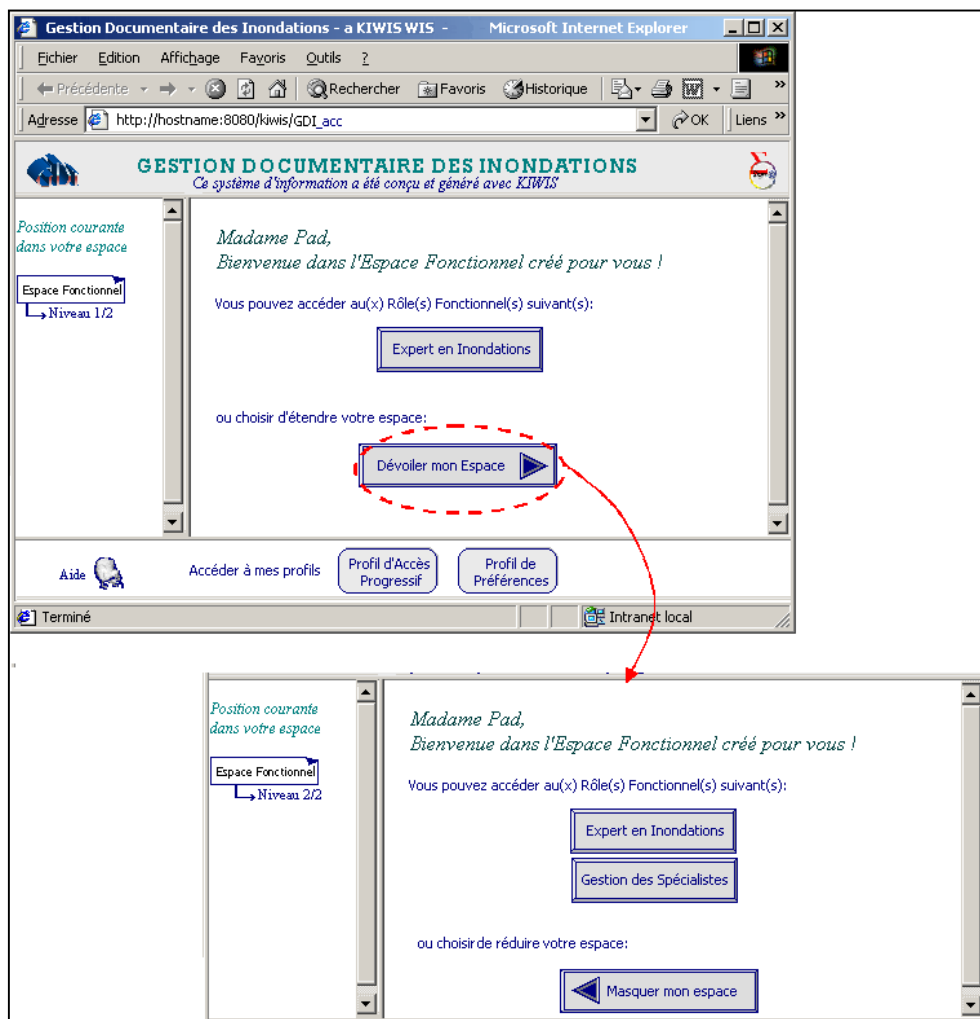 Gestion Documentaire des Inondations - a KIWIS WIS - Microsoft Internet Explorer
Fichier Edition Affichage Favoris Outils ?
Précédente Rechercher Favoris Historique
Adresse http://hostname:8080/kiwis/GDI_acc OK Liens »
GESTION DOCUMENTAIRE DES INONDATIONS
Ce système d'information a été conçu et généré avec KIWIS
Position courante
dans votre espace
Espace Fonctionnel
Niveau 1/2
Madame Pad,
Bienvenue dans l'Espace Fonctionnel créé pour vous !
Vous pouvez accéder au(x) Rôle(s) Fonctionnel(s) suivant(s):
Expert en Inondations
ou choisir d'étendre votre espace:
Dévoiler mon Espace
Aide Accéder à mes profils
Profil d'Accès
Progressif
Profil de
Préférences
Terminé Intranet local
Position courante
dans votre espace
Espace Fonctionnel
Niveau 2/2
Madame Pad,
Bienvenue dans l'Espace Fonctionnel créé pour vous !
Vous pouvez accéder au(x) Rôle(s) Fonctionnel(s) suivant(s):
Expert en Inondations
Gestion des Spécialistes
ou choisir de réduire votre espace:
Masquer mon espace